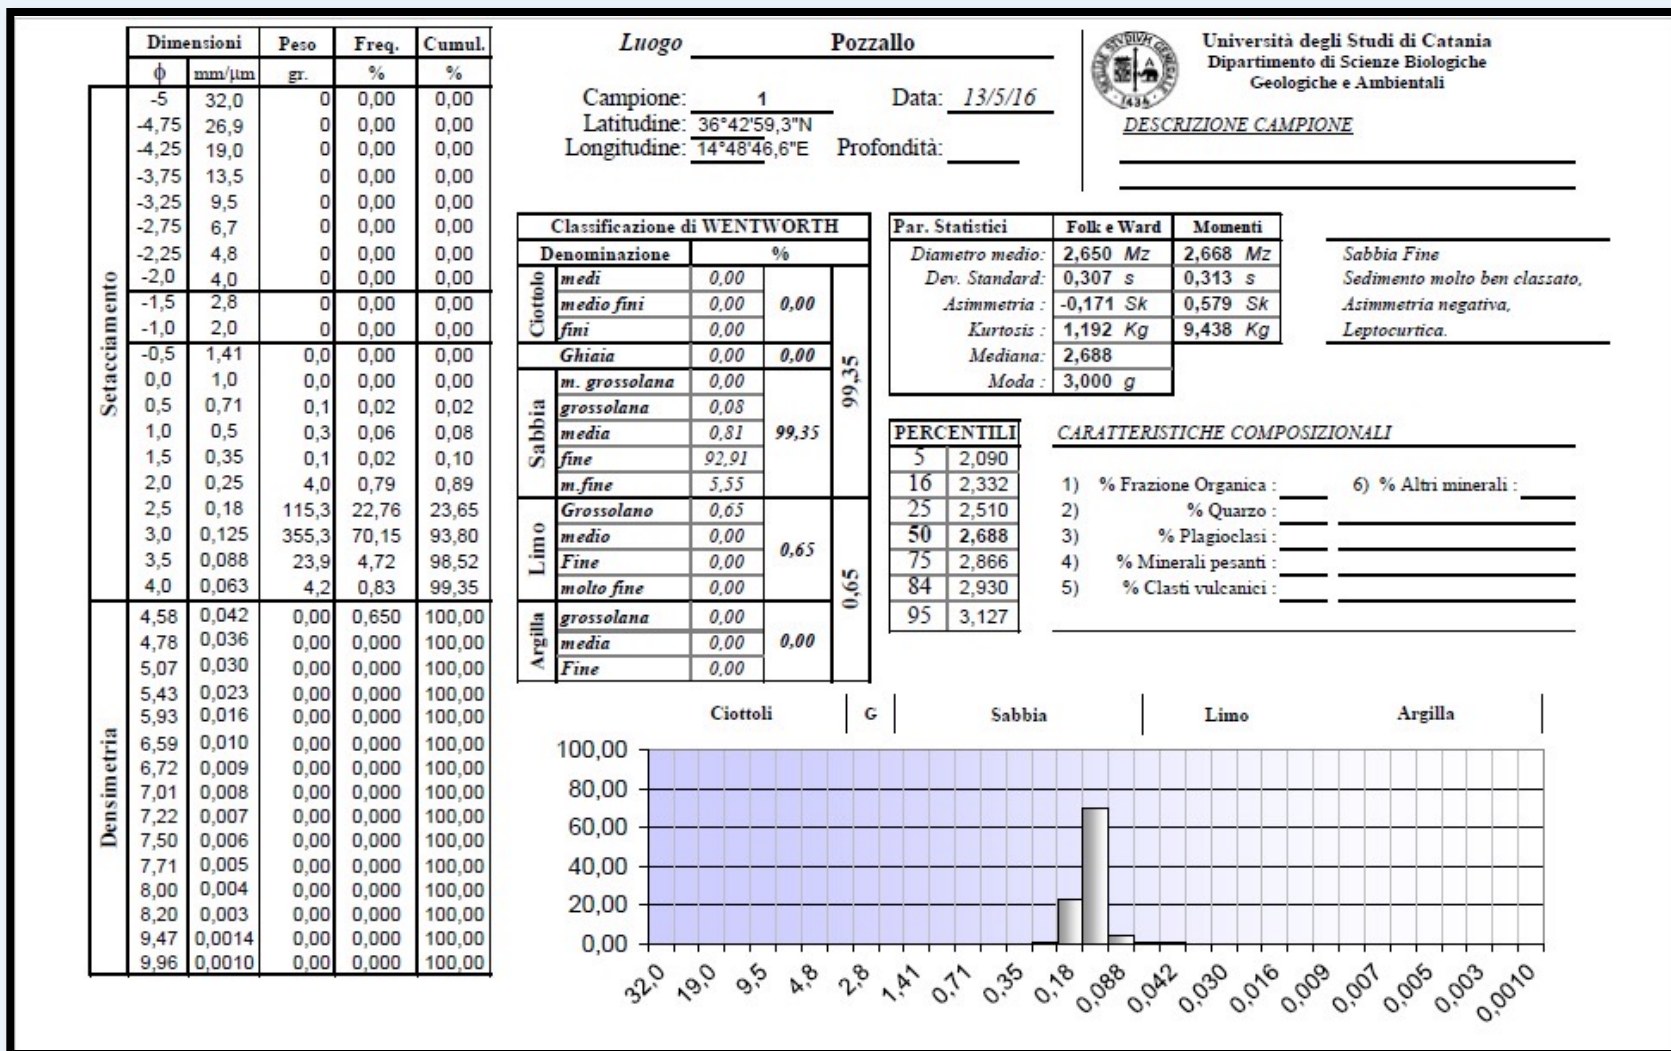 Dimensioni Peso Freq. Cumul.
ϕ mm/µm gr. % %
Setacciamento
-5 32,0 0 0,00 0,00
-4,75 26,9 0 0,00 0,00
-4,25 19,0 0 0,00 0,00
-3,75 13,5 0 0,00 0,00
-3,25 9,5 0 0,00 0,00
-2,75 6,7 0 0,00 0,00
-2,25 4,8 0 0,00 0,00
-2,0 4,0 0 0,00 0,00
-1,5 2,8 0 0,00 0,00
-1,0 2,0 0 0,00 0,00
-0,5 1,41 0,0 0,00 0,00
0,0 1,0 0,0 0,00 0,00
0,5 0,71 0,1 0,02 0,02
1,0 0,5 0,3 0,06 0,08
1,5 0,35 0,1 0,02 0,10
2,0 0,25 4,0 0,79 0,89
2,5 0,18 115,3 22,76 23,65
3,0 0,125 355,3 70,15 93,80
3,5 0,088 23,9 4,72 98,52
4,0 0,063 4,2 0,83 99,35
Densimetria
4,58 0,042 0,00 0,650 100,00
4,78 0,036 0,00 0,000 100,00
5,07 0,030 0,00 0,000 100,00
5,43 0,023 0,00 0,000 100,00
5,93 0,016 0,00 0,000 100,00
6,59 0,010 0,00 0,000 100,00
6,72 0,009 0,00 0,000 100,00
7,01 0,008 0,00 0,000 100,00
7,22 0,007 0,00 0,000 100,00
7,50 0,006 0,00 0,000 100,00
7,71 0,005 0,00 0,000 100,00
8,00 0,004 0,00 0,000 100,00
8,20 0,003 0,00 0,000 100,00
9,47 0,0014 0,00 0,000 100,00
9,96 0,0010 0,00 0,000 100,00
Luogo Pozzallo
Campione: 1 Data: 13/5/16
Latitudine: 36°42'59,3"N
Longitudine: 14°48'46,6"E Profondità:
Università degli Studi di Catania
Dipartimento di Scienze Biologiche
Geologiche e Ambientali
1434
DESCRIZIONE CAMPIONE
Classificazione di WENTWORTH
Denominazione %
Ciottolo
medi 0,00
medio fini 0,00 0,00
fini 0,00
Ghiaia 0,00 0,00
99,35
Sabbia
m. grossolana 0,00
grossolana 0,08
media 0,81 99,35
fine 92,91
m.fine 5,55
Limo
Grossolano 0,65
medio 0,00
0,65
Fine 0,00
molto fine 0,00
0,65
Argilla
grossolana 0,00
media 0,00 0,00
Fine 0,00
Par. Statistici Folk e Ward Momenti
Diametro medio: 2,650 Mz 2,668 Mz
Dev. Standard: 0,307 s 0,313 s
Asimmetria : -0,171 Sk 0,579 Sk
Kurtosis : 1,192 Kg 9,438 Kg
Mediana: 2,688
Moda : 3,000 g
Sabbia Fine
Sedimento molto ben classato,
Asimmetria negativa,
Leptocurtica.
PERCENTILI
5 2,090
16 2,332
25 2,510
50 2,688
75 2,866
84 2,930
95 3,127
CARATTERISTICHE COMPOSIZIONALI
1) % Frazione Organica : 6) % Altri minerali :
2) % Quarzo :
3) % Plagioclasi :
4) % Minerali pesanti :
5) % Clasti vulcanici :
Ciottoli G Sabbia Limo Argilla
100,00
80,00
60,00
40,00
20,00
0,00
32,0 19,0 9,5 4,8 2,8 1,41 0,71 0,35 0,18 0,088 0,042 0,030 0,016 0,009 0,007 0,005 0,003 0,0010